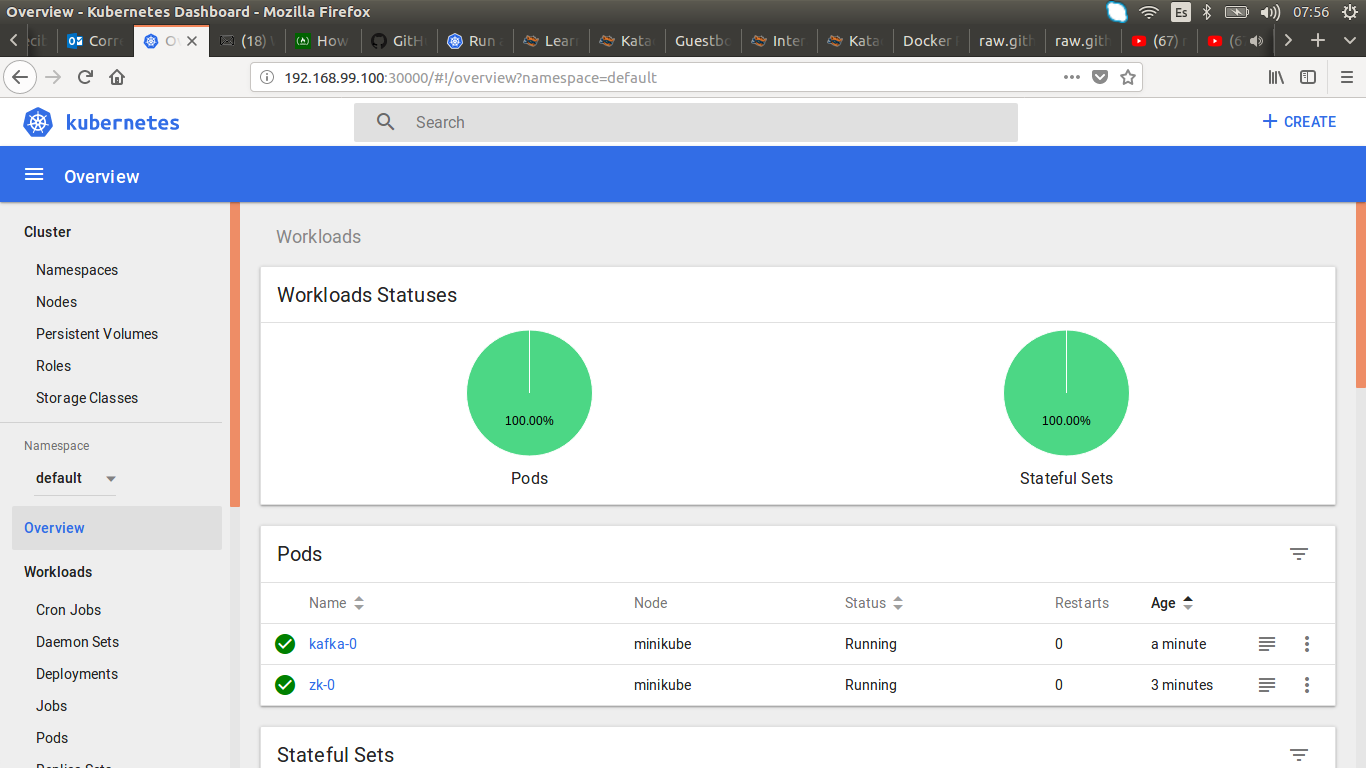 Overview - Kubernetes Dashboard - Mozilla Firefox
Es 07:56
Corre (18) How GitH Run Lear Kata Guestbo Inter Kata Docker raw.gith raw.gith (67)
192.168.99.100:30000/#!/overview?namespace=default
kubernetes
Search
+ CREATE
Overview
Cluster
Namespaces
Nodes
Persistent Volumes
Roles
Storage Classes
Namespace
default
Overview
Workloads
Cron Jobs
Daemon Sets
Deployments
Jobs
Pods
Replica Sets
Workloads
Workloads Statuses
100.00%
Pods
100.00%
Stateful Sets
Pods
Name Node Status Restarts Age
kafka-0 minikube Running 0 a minute
zk-0 minikube Running 0 3 minutes
Stateful Sets